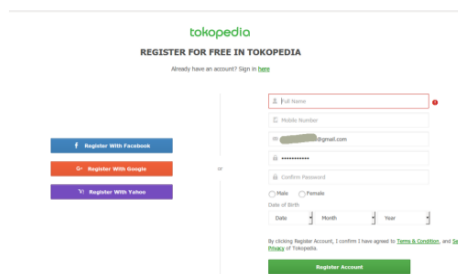 tokopedia
REGISTER FOR FREE IN TOKOPEDIA
Already have an account? Sign in here
Register With Facebook
Register With Google
Register With Yahoo
or
Full Name
Mobile Number
@gmail.com
Confirm Password
Male Female
Date of Birth
Date Month Year
By clicking Register Account, I confirm I have agreed to Terms & Condition, and
Privacy of Tokopedia.
Register Account